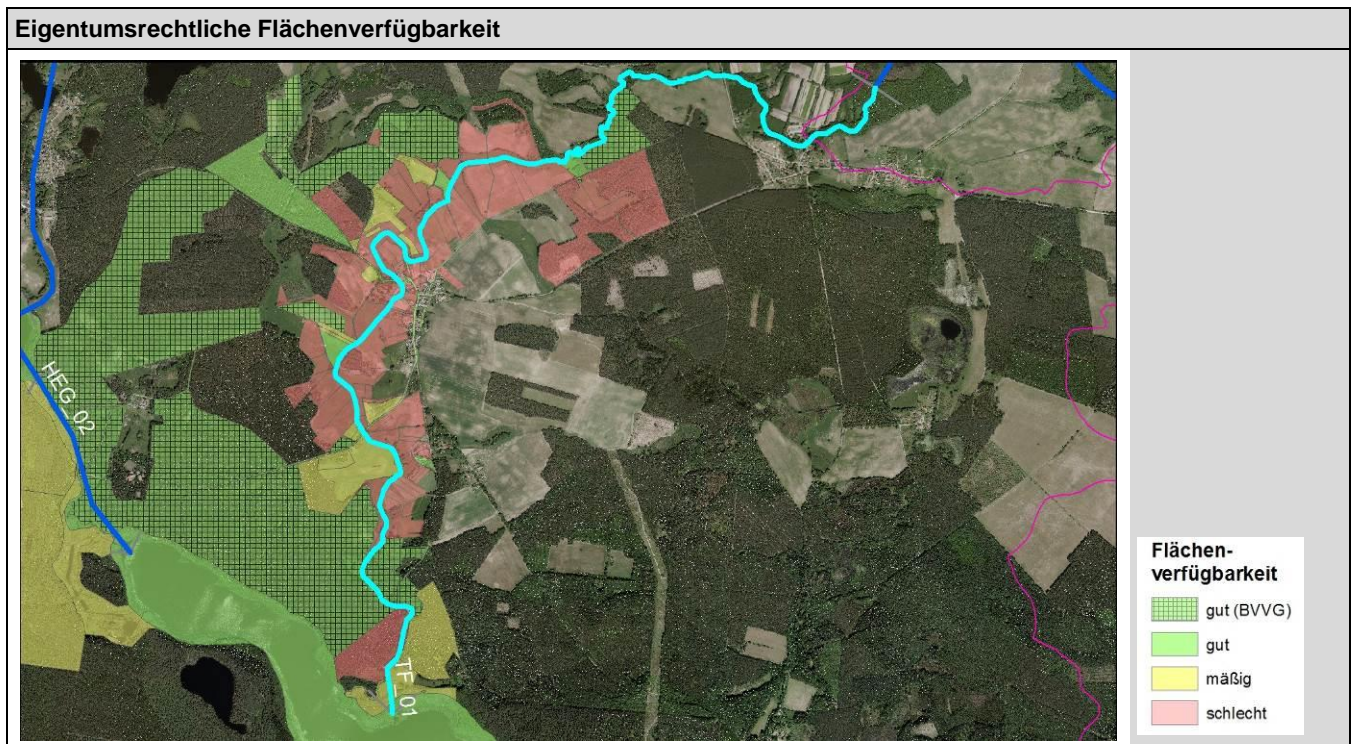 Eigentumsrechtliche Flächenverfügbarkeit
HEG_02
TF_01
Flächen-
verfügbarkeit
gut (BVVG)
gut
mäßig
schlecht